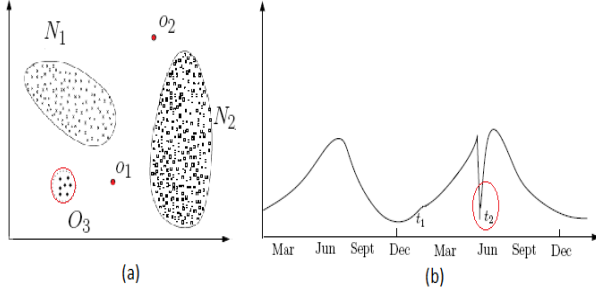 N1
o2
N2
o1
O3
t1
t2
Mar Jun Sept Dec Mar Jun Sept Dec
(a)
(b)